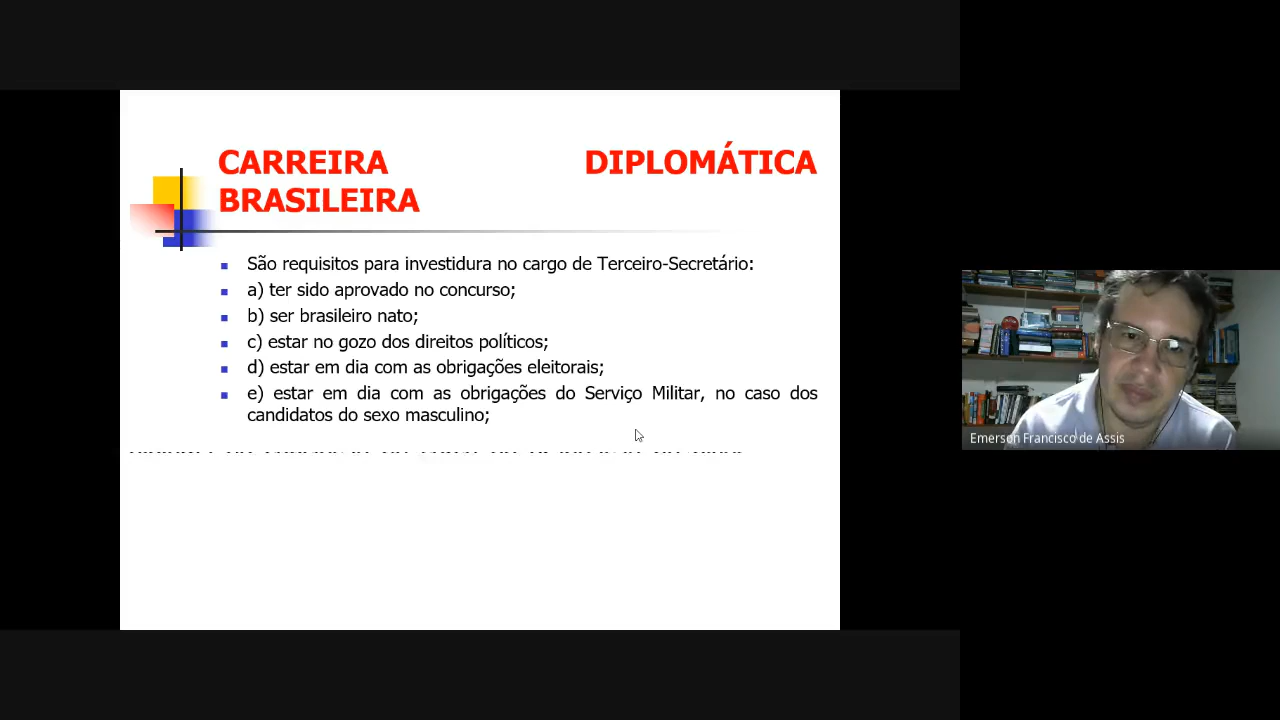 CARREIRA DIPLOMÁTICA
BRASILEIRA
São requisitos para investidura no cargo de Terceiro-Secretário:
a) ter sido aprovado no concurso;
b) ser brasileiro nato;
c) estar no gozo dos direitos políticos;
d) estar em dia com as obrigações eleitorais;
e) estar em dia com as obrigações do Serviço Militar, no caso dos
candidatos do sexo masculino;
Emerson Francisco de Assis